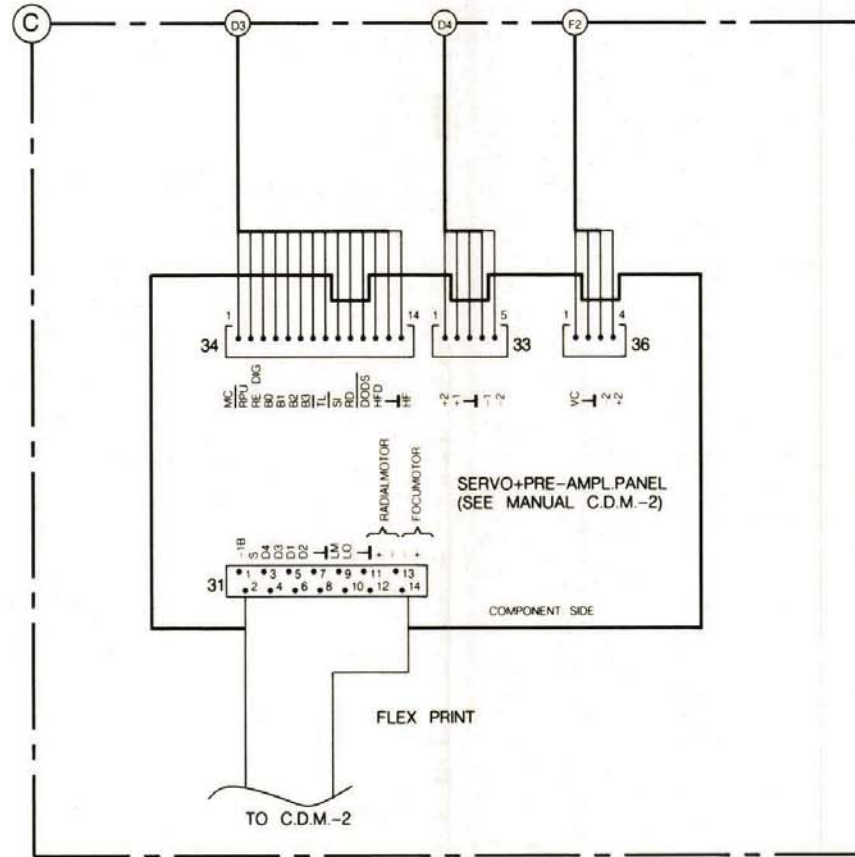 C
D3
D4
F2
1
14
34
1
5
33
1
4
36
MC
RPU
RE DIG
B0
B1
B2
B3
TL
SI
RD
DODS
HFD
HF
+2
+1
-1
-2
VC
-2
+2
RADIALMOTOR
FOCUMOTOR
SERVO+PRE-AMPL.PANEL
(SEE MANUAL C.D.M.-2)
-1B
S
D4
D3
D1
D2
LM
LO
+
-
-
+
31
1 3 5 7 9 11 13
2 4 6 8 10 12 14
COMPONENT SIDE
FLEX PRINT
TO C.D.M.-2